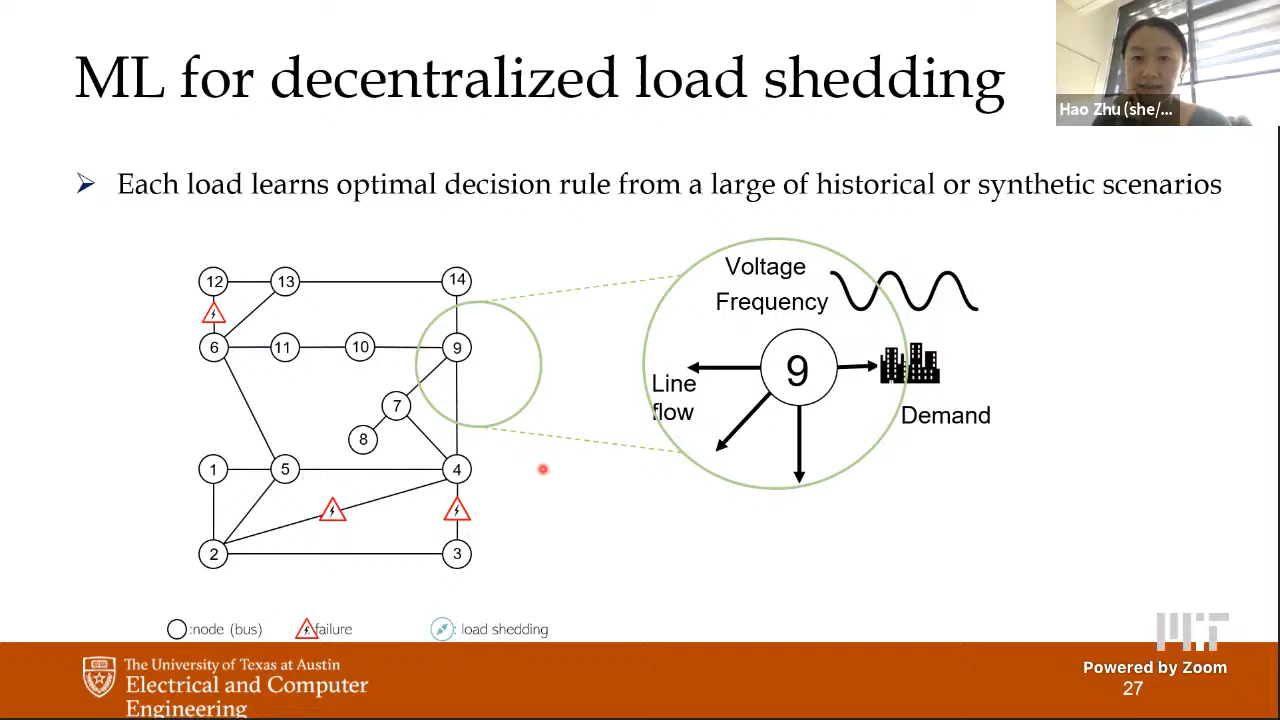 ML for decentralized load shedding
Hao Zhu (she/...
Each load learns optimal decision rule from a large of historical or synthetic scenarios
12
13
14
6
11
10
9
7
8
1
5
4
2
3
Voltage
Frequency
9
Line
flow
Demand
:node (bus)
failure
: load shedding
MIT
The University of Texas at Austin
Electrical and Computer
Engineering
Powered by Zoom
27